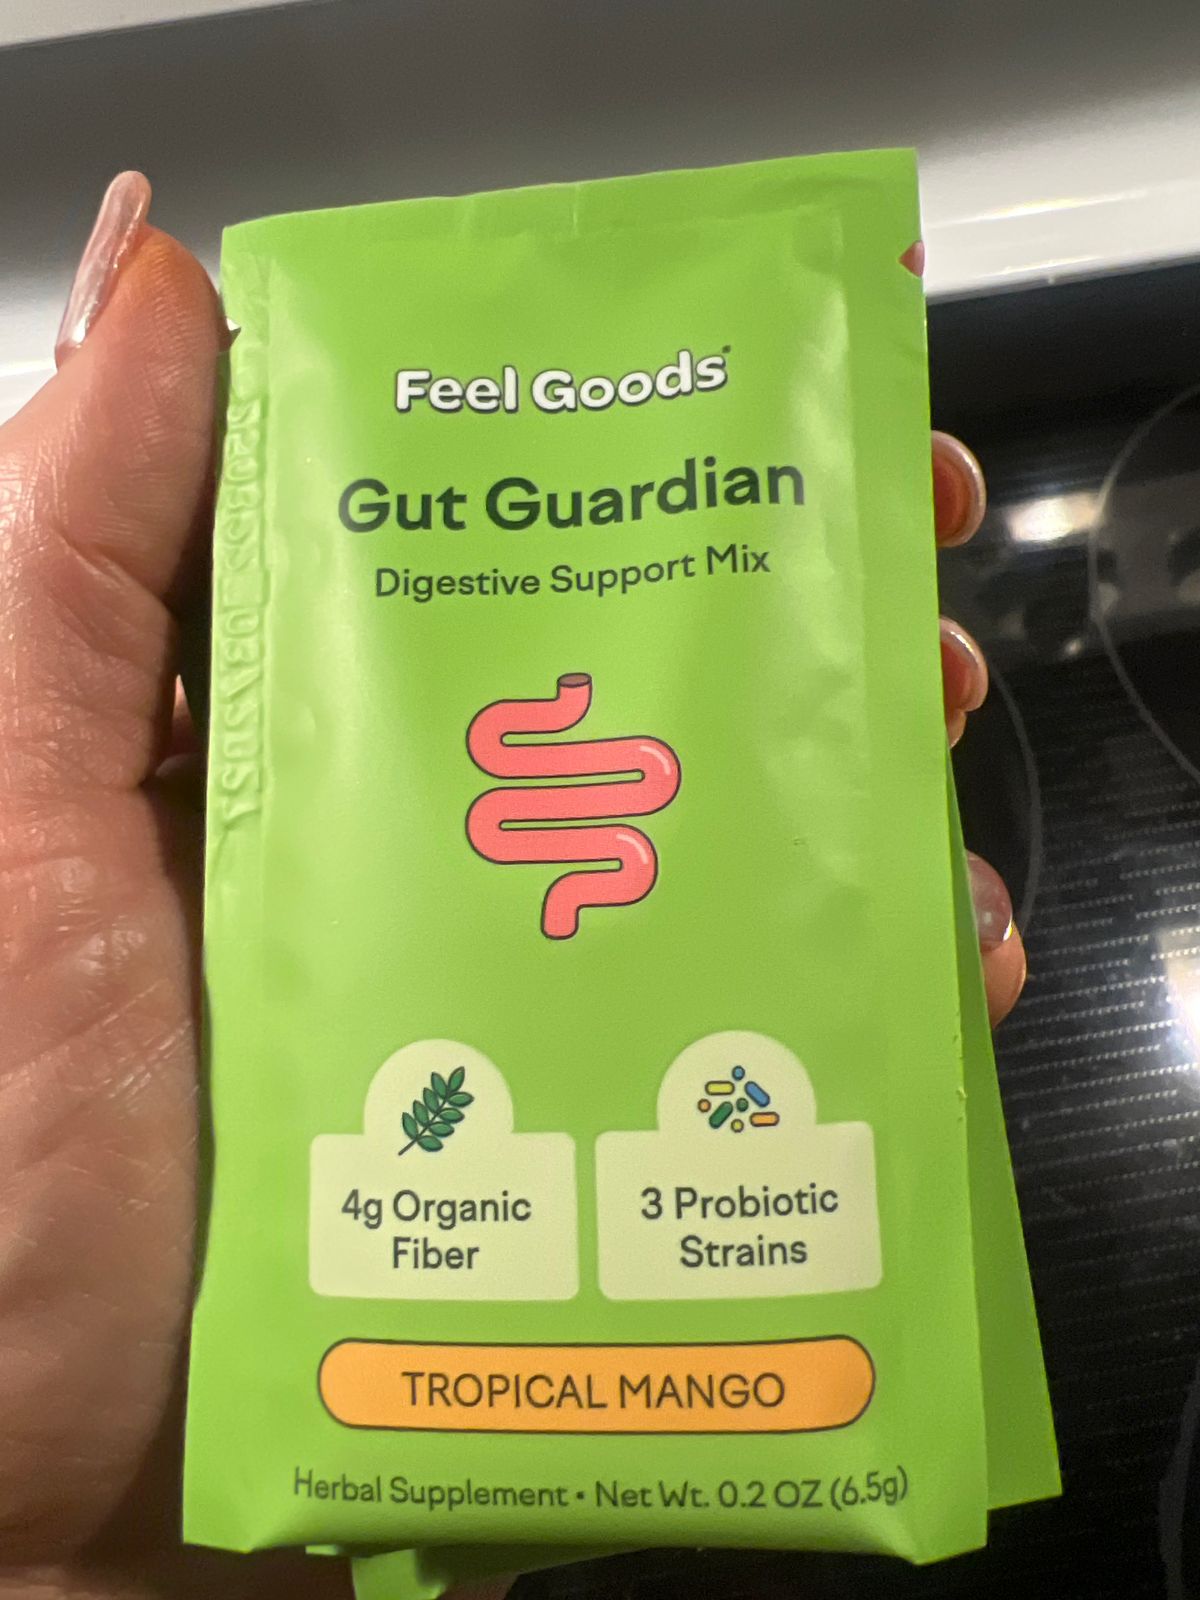 Feel Goods
Gut Guardian
Digestive Support Mix
4g Organic
Fiber
3 Probiotic
Strains
TROPICAL MANGO
Herbal Supplement • Net Wt. 0.2 OZ (6.5g)